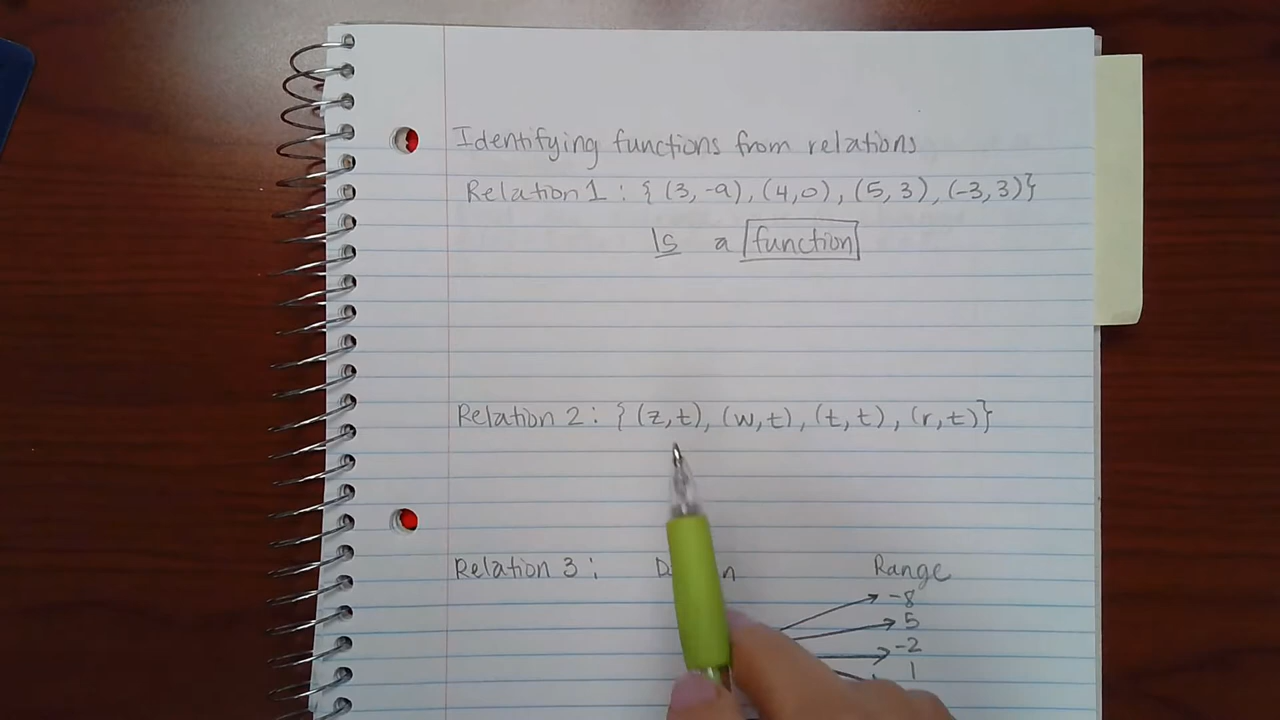 Identifying functions from relations
Relation 1 : { (3, -9), (4,0), (5, 3), (-3, 3)}
Is a function
Relation 2 : { (z,t), (w,t), (t,t), (r,t)}
Relation 3 : Range
-8
5
-2
1